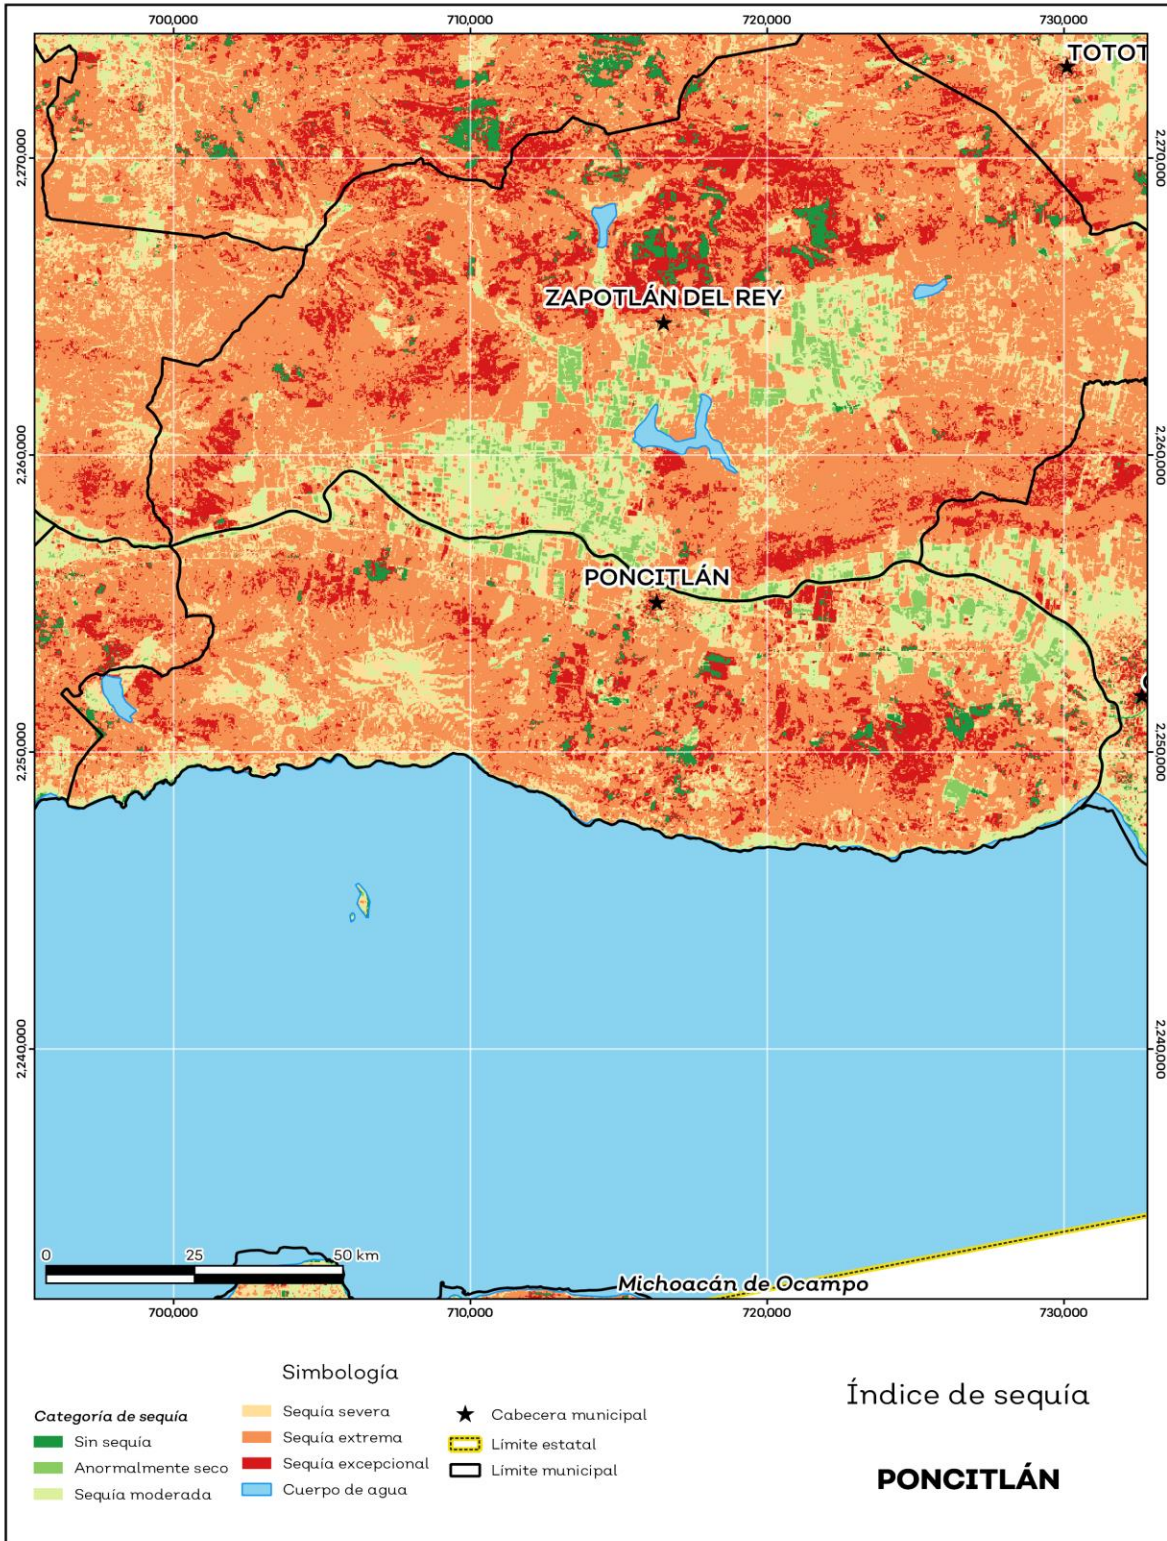 700,000 710,000 720,000 730,000
TOTOT
2,270,000 2,270,000
ZAPOTLÁN DEL REY
2,260,000 2,260,000
PONCITLÁN
2,250,000 2,250,000
2,240,000 2,240,000
0 25 50 km
Michoacán de Ocampo
700,000 710,000 720,000 730,000
Simbología
Categoría de sequía
Sin sequía
Anormalmente seco
Sequía moderada
Sequía severa
Sequía extrema
Sequía excepcional
Cuerpo de agua
Cabecera municipal
Límite estatal
Límite municipal
Índice de sequía
PONCITLÁN